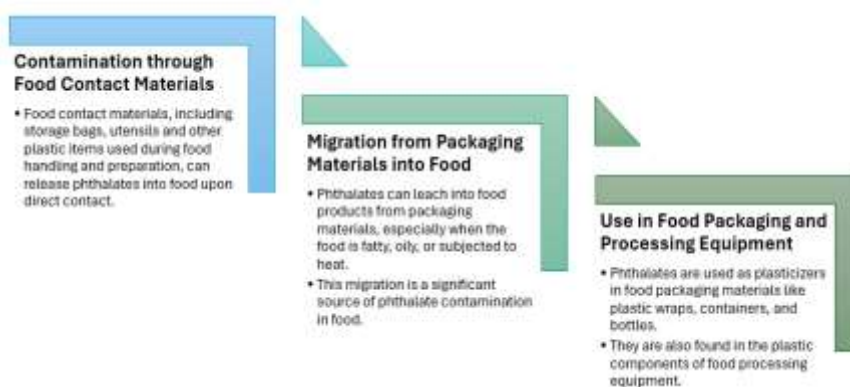 Contamination through
Food Contact Materials
• Food contact materials, including
storage bags, utensils and other
plastic items used during food
handling and preparation, can
release phthalates into food upon
direct contact.
Migration from Packaging
Materials into Food
• Phthalates can leach into food
products from packaging
materials, especially when the
food is fatty, oily, or subjected to
heat.
• This migration is a significant
source of phthalate contamination
in food.
Use in Food Packaging and
Processing Equipment
• Phthalates are used as plasticizers
in food packaging materials like
plastic wraps, containers, and
bottles.
• They are also found in the plastic
components of food processing
equipment.